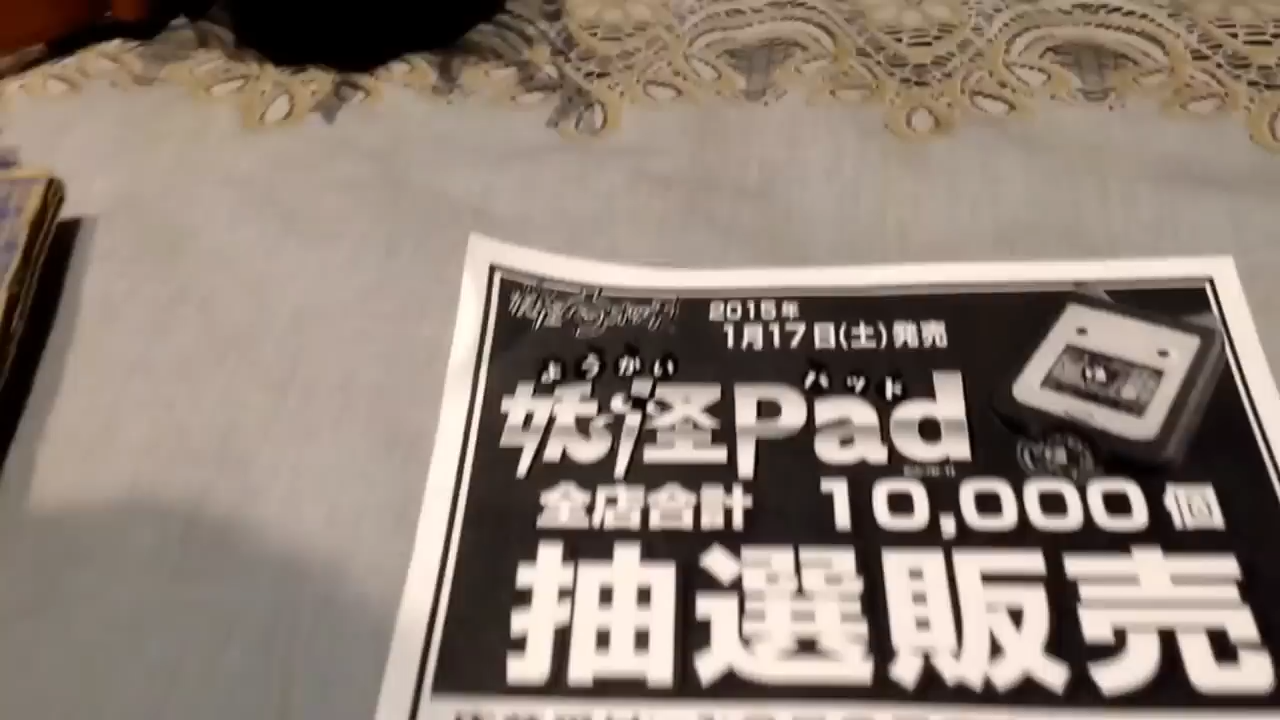 2015年
1月17日(土)発売
ようかい パッド
妖怪Pad
全店合計 10,000個
抽選販売